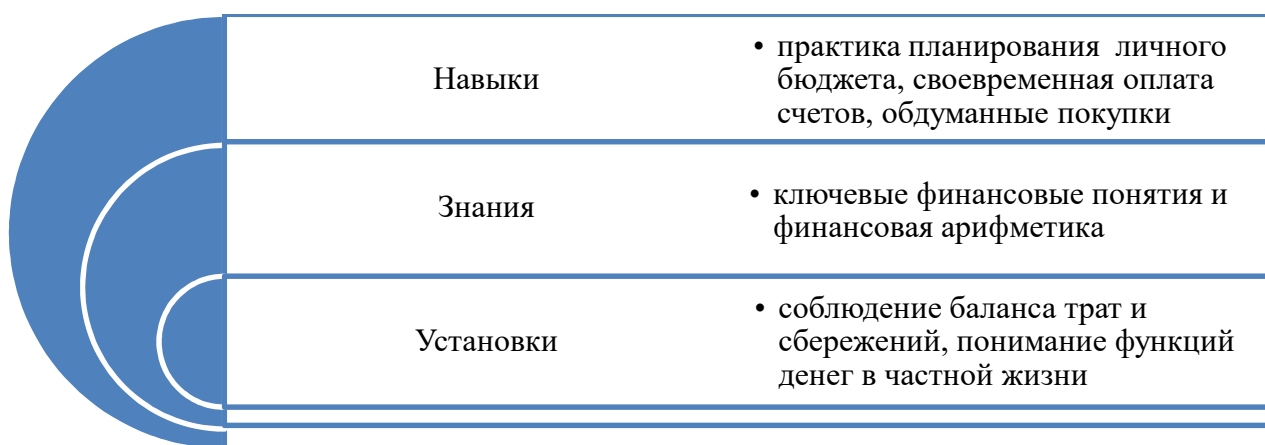 Навыки
• практика планирования личного
бюджета, своевременная оплата
счетов, обдуманные покупки
Знания
• ключевые финансовые понятия и
финансовая арифметика
Установки
• соблюдение баланса трат и
сбережений, понимание функций
денег в частной жизни